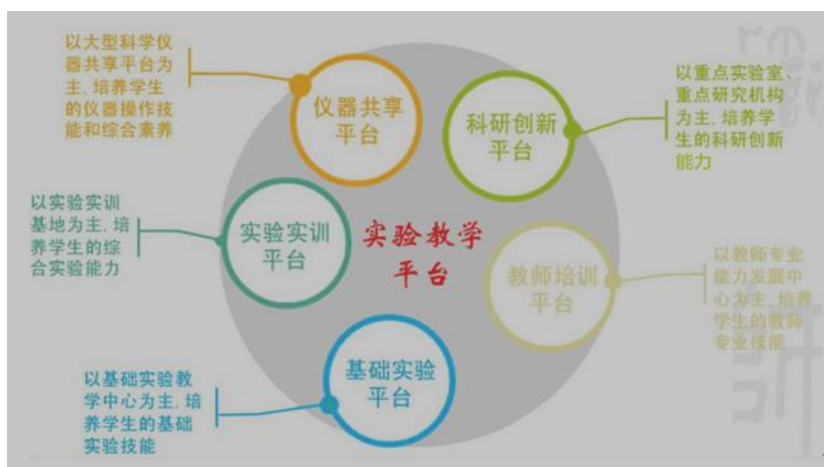 以大型科学仪
器共享平台为
主，培养学生
的仪器操作技
能和综合素养
仪器共享
平台
科研创新
平台
以重点实验室、
重点研究机构
为主，培养学
生的科研创新
能力
以实验实训
基地为主，培
养学生的综
合实验能力
实验实训
平台
实验教学
平台
教师培训
平台
以教师专业
能力发展中
心为主，培养
学生的教师
专业技能
基础实验
平台
以基础实验教
学中心为主，培
养学生的基础
实验技能